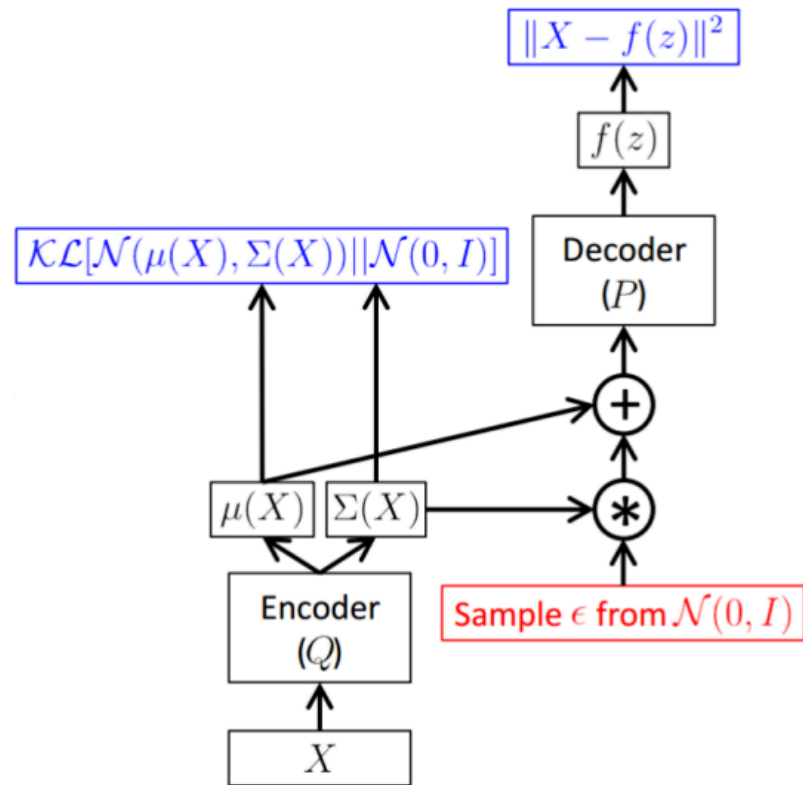 ‖X − f(z)‖²
f(z)
𝒦ℒ[𝒩(μ(X), Σ(X))||𝒩(0, I)]
Decoder
(P)
+
μ(X) Σ(X)
*
Encoder
(Q)
Sample ϵ from 𝒩(0, I)
X